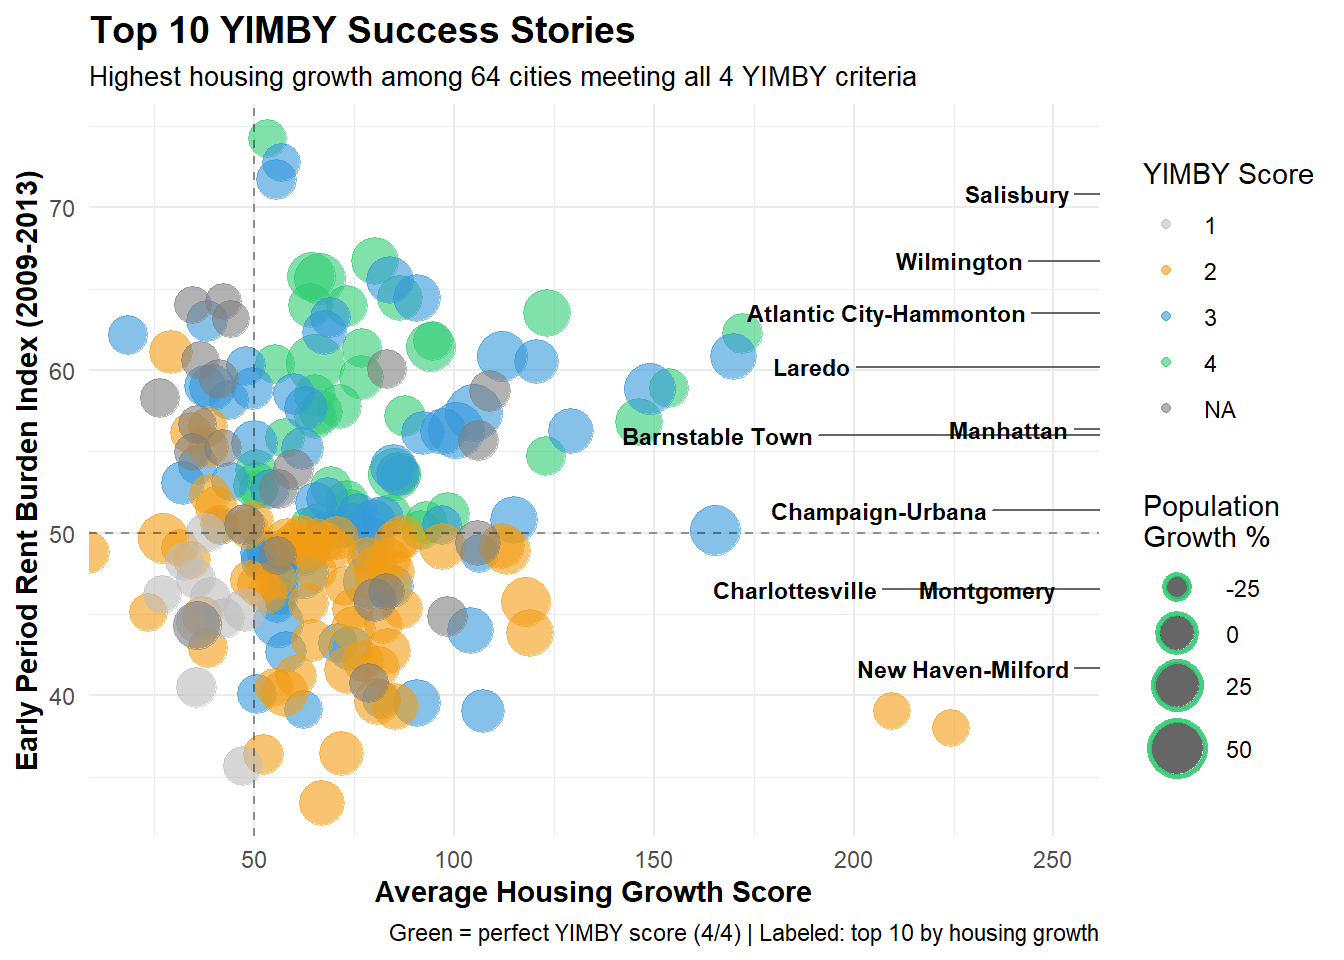 Top 10 YIMBY Success Stories
Highest housing growth among 64 cities meeting all 4 YIMBY criteria
Early Period Rent Burden Index (2009-2013)
70
60
50
40
Salisbury
Wilmington
Atlantic City-Hammonton
Laredo
Manhattan
Barnstable Town
Champaign-Urbana
Charlottesville
Montgomery
New Haven-Milford
50
100
150
200
250
Average Housing Growth Score
Green = perfect YIMBY score (4/4) | Labeled: top 10 by housing growth
YIMBY Score
1
2
3
4
NA
Population
Growth %
-25
0
25
50